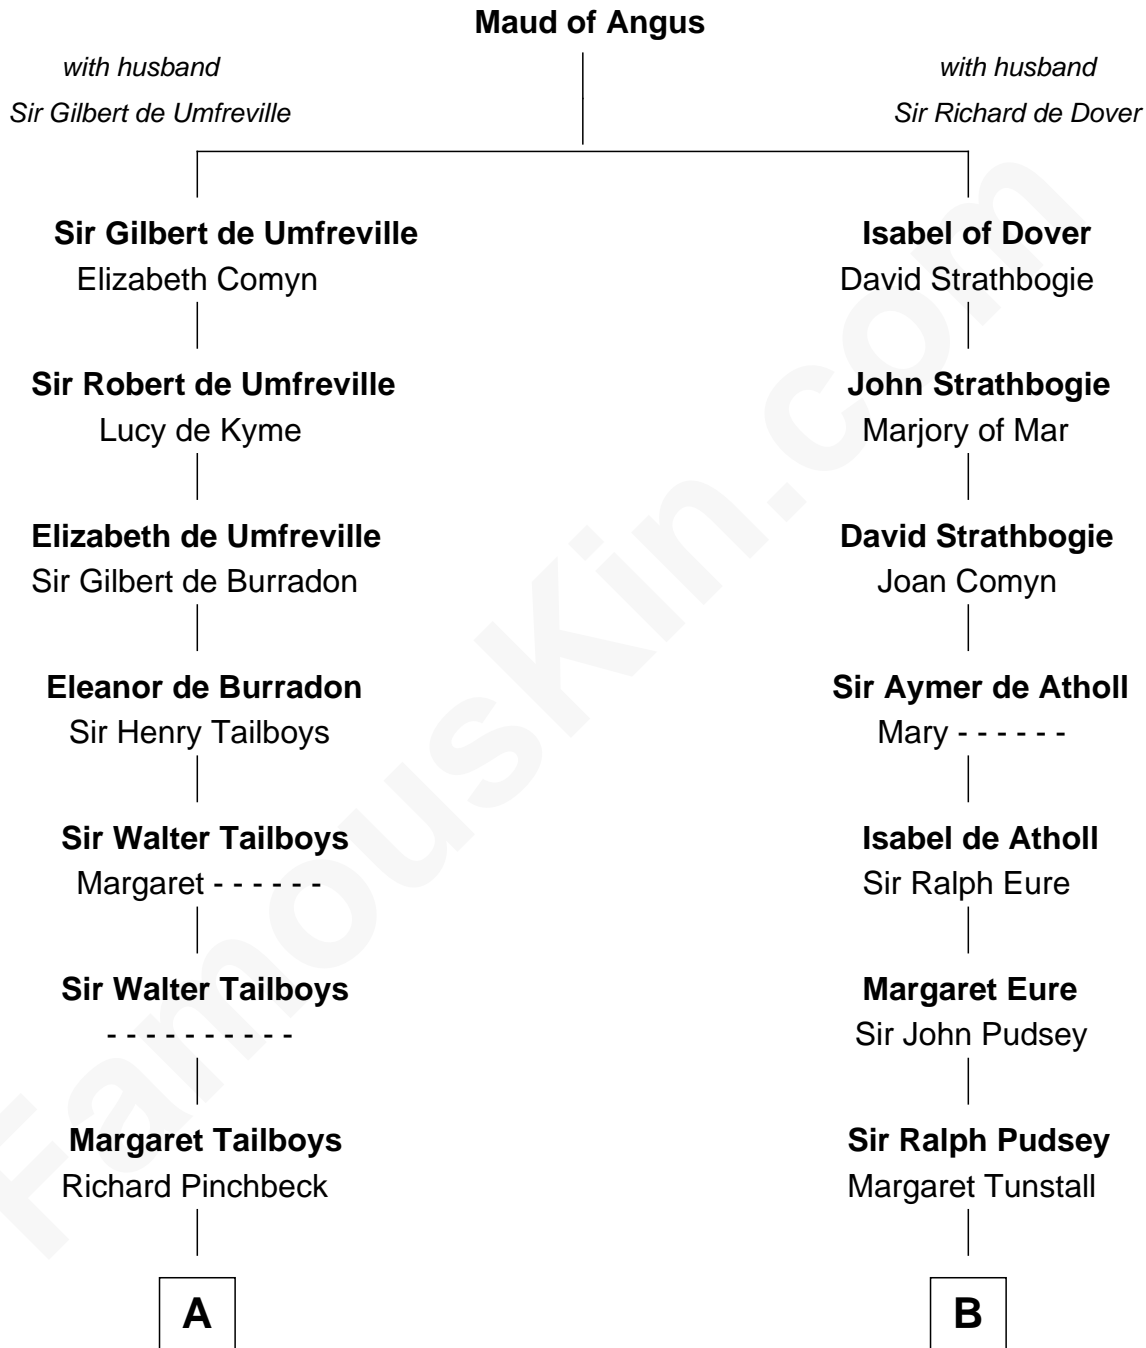 Maud of Angus
with husband
Sir Gilbert de Umfreville
with husband
Sir Richard de Dover
Sir Gilbert de Umfreville
Elizabeth Comyn
Isabel of Dover
David Strathbogie
Sir Robert de Umfreville
Lucy de Kyme
John Strathbogie
Marjory of Mar
Elizabeth de Umfreville
Sir Gilbert de Burradon
David Strathbogie
Joan Comyn
Eleanor de Burradon
Sir Henry Tailboys
Sir Aymer de Atholl
Mary - - - - - -
Sir Walter Tailboys
Margaret - - - - - -
Isabel de Atholl
Sir Ralph Eure
Sir Walter Tailboys
- - - - - - - - - -
Margaret Eure
Sir John Pudsey
Margaret Tailboys
Richard Pinchbeck
Sir Ralph Pudsey
Margaret Tunstall
A
B
FamousKin.com